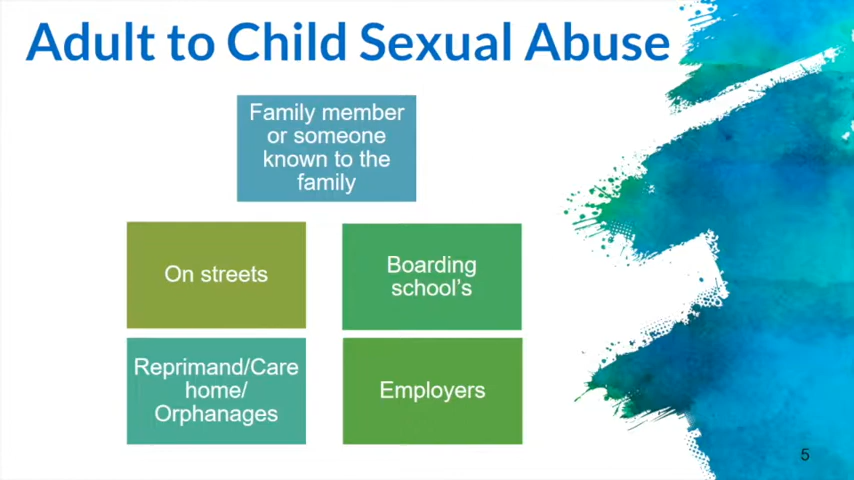 Adult to Child Sexual Abuse
Family member
or someone
known to the
family
On streets
Boarding
school's
Reprimand/Care
home/
Orphanages
Employers
5